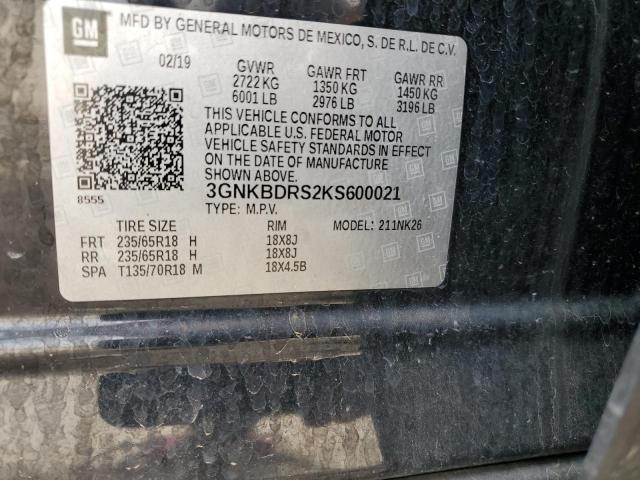 GM
MFD BY GENERAL MOTORS DE MEXICO, S. DE R.L. DE C.V.
02/19 GVWR GAWR FRT GAWR RR
2722 KG 1350 KG 1450 KG
6001 LB 2976 LB 3196 LB
THIS VEHICLE CONFORMS TO ALL
APPLICABLE U.S. FEDERAL MOTOR
VEHICLE SAFETY STANDARDS IN EFFECT
ON THE DATE OF MANUFACTURE
SHOWN ABOVE.
3GNKBDRS2KS600021
8555
TYPE: M.P.V.
TIRE SIZE RIM MODEL: 211NK26
FRT 235/65R18 H 18X8J
RR 235/65R18 H 18X8J
SPA T135/70R18 M 18X4.5B